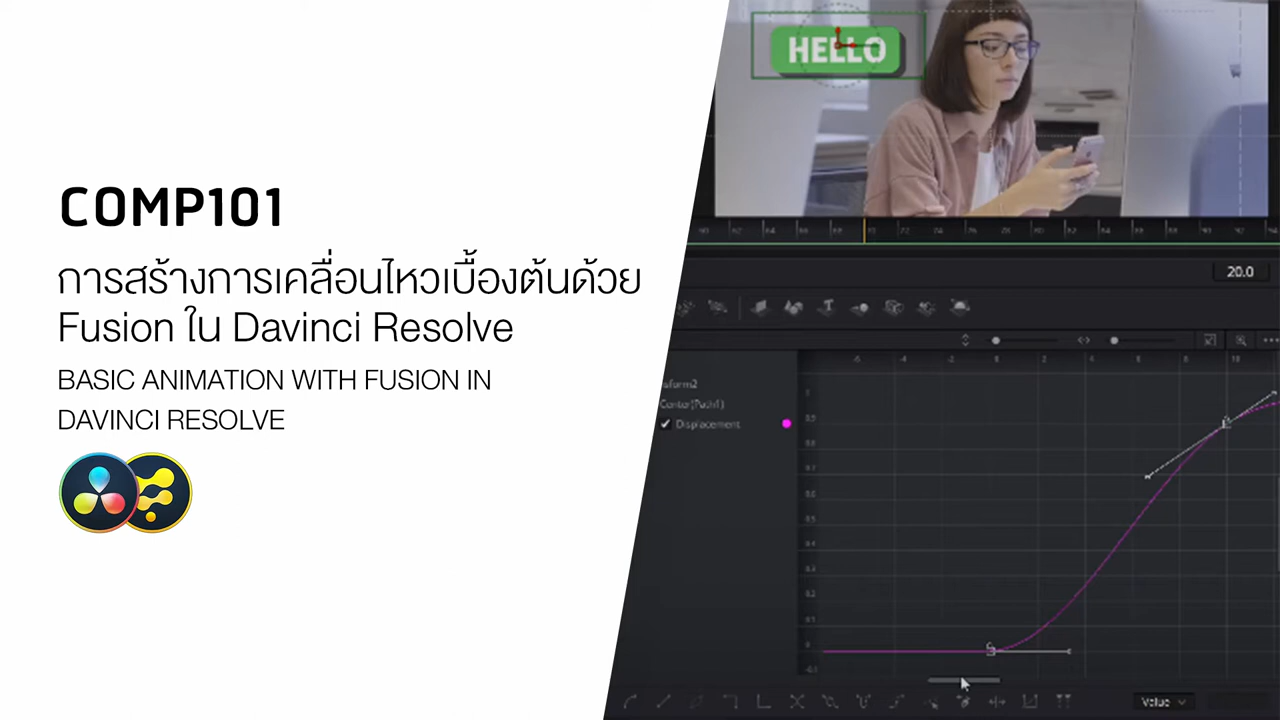 COMP101
การสร้างการเคลื่อนไหวเบื้องต้นด้วย
Fusion ใน Davinci Resolve
BASIC ANIMATION WITH FUSION IN
DAVINCI RESOLVE
HELLO
20.0
Center(Path1)
Displacement
Value